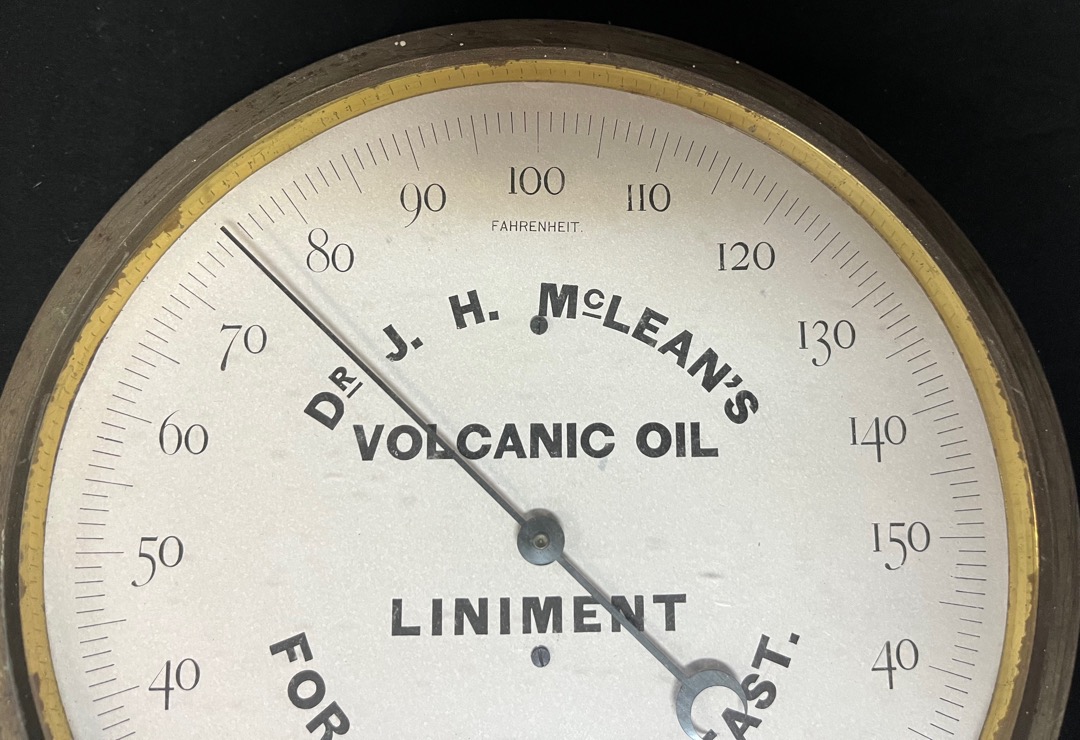 100
90
110
FAHRENHEIT.
80
120
70
130
DR J. H. McLEAN'S
60
140
VOLCANIC OIL
50
150
LINIMENT
40
40
FOR
AST.